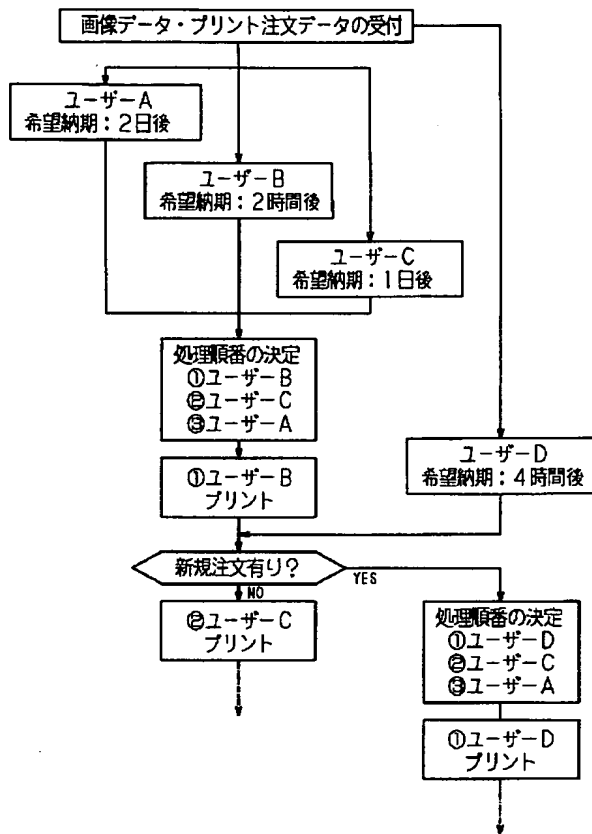 画像データ・プリント注文データの受付
ユーザーA
希望納期:2日後
ユーザーB
希望納期:2時間後
ユーザーC
希望納期:1日後
処理順番の決定
①ユーザーB
②ユーザーC
③ユーザーA
①ユーザーB
プリント
ユーザーD
希望納期:4時間後
新規注文有り?
YES
NO
②ユーザーC
プリント
処理順番の決定
①ユーザーD
②ユーザーC
③ユーザーA
①ユーザーD
プリント